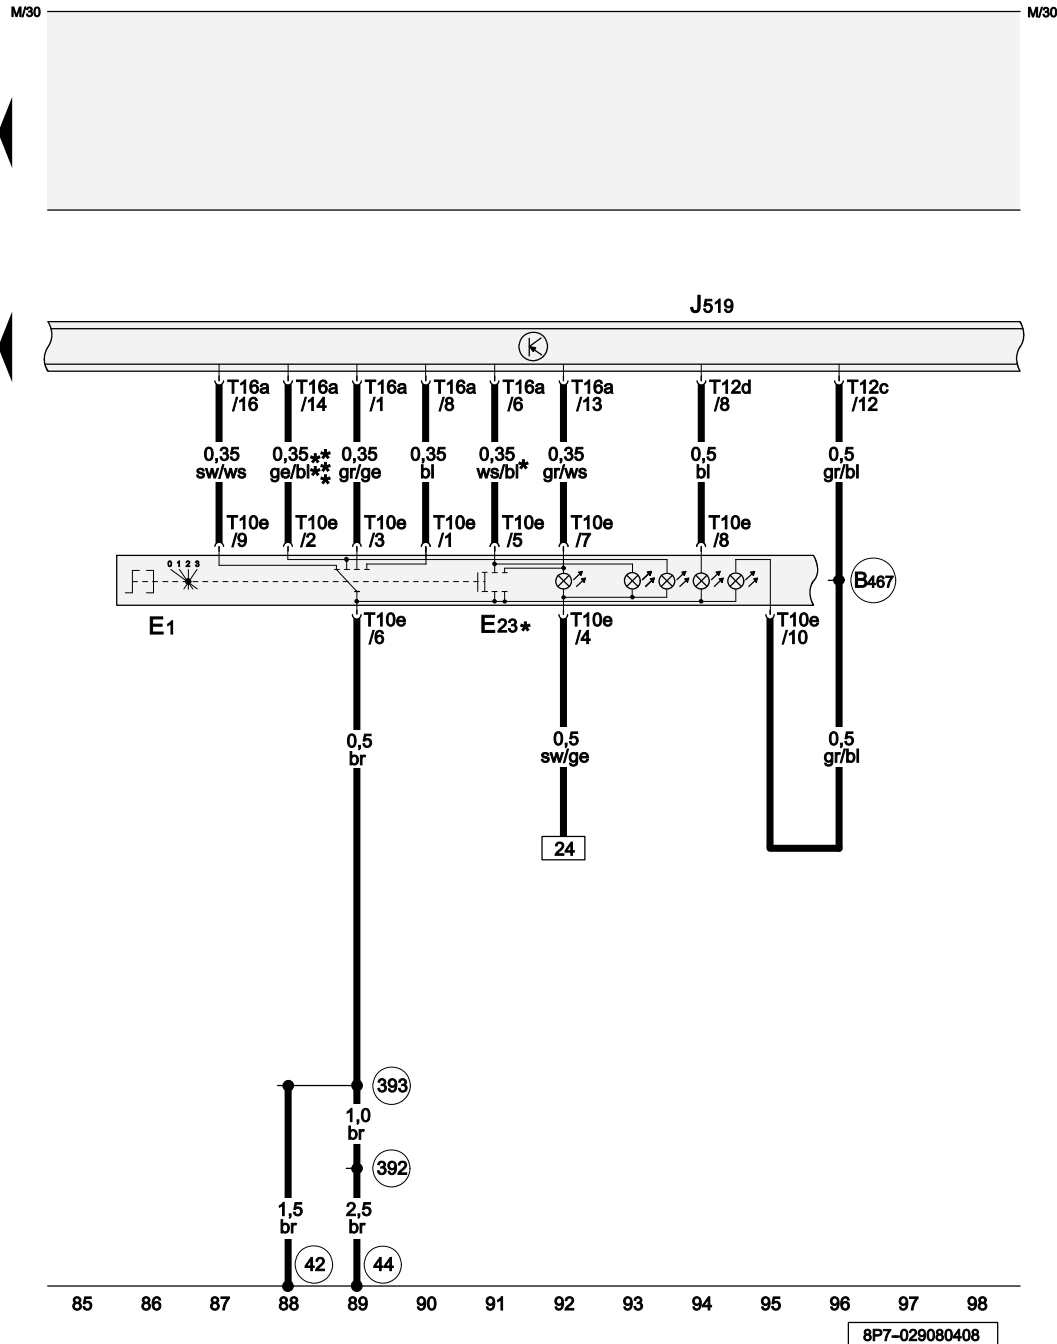 M/30 M/30
J519
T16a T16a T16a T16a T16a T16a T12d T12c
/16 /14 /1 /8 /6 /13 /8 /12
0,35 0,35** 0,35 0,35 0,35 0,35 0,5 0,5
sw/ws ge/bl** gr/ge bl ws/bl* gr/ws bl gr/bl
*
T10e T10e T10e T10e T10e T10e T10e
/9 /2 /3 /1 /5 /7 /8
0 1 2 3
B467
E1 E23*
T10e T10e T10e
/6 /4 /10
0,5 0,5 0,5
br sw/ge gr/bl
24
393
1,0
br
392
1,5 2,5
br br
42 44
85 86 87 88 89 90 91 92 93 94 95 96 97 98
8P7-029080408